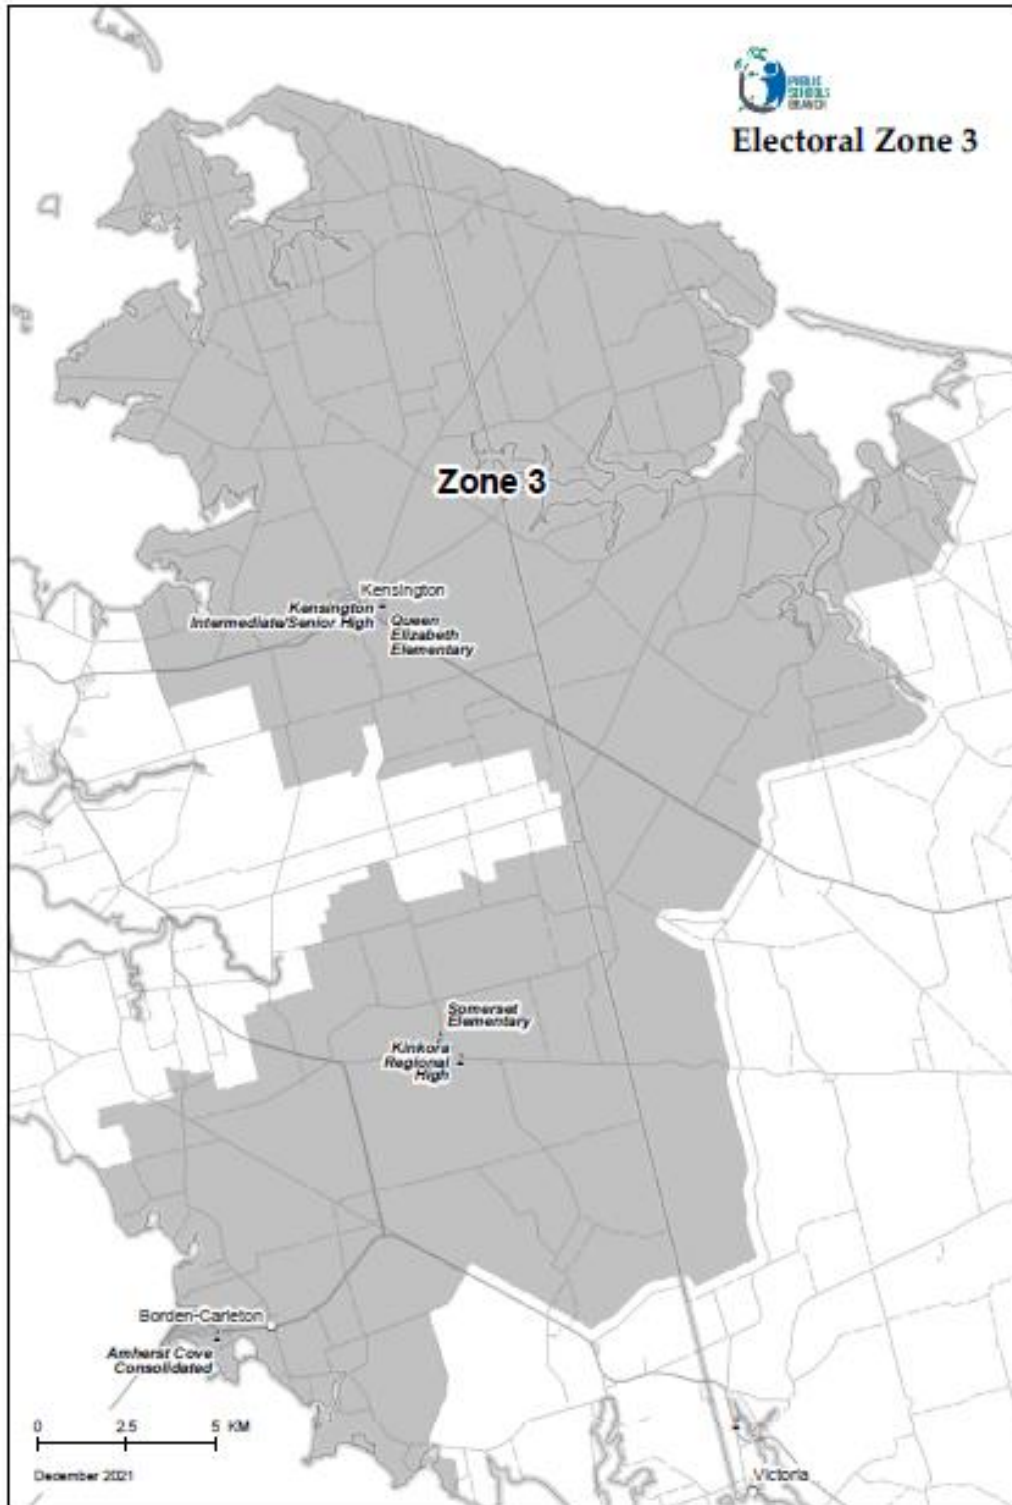 PUBLIC
SCHOOLS
BRANCH
Electoral Zone 3
Zone 3
Kensington
Kensington
Intermediate/Senior High
Queen
Elizabeth
Elementary
Somerset
Elementary
Kinkora
Regional
High
Borden-Carleton
Amherst Cove
Consolidated
0 2.5 5 KM
December 2021
Victoria